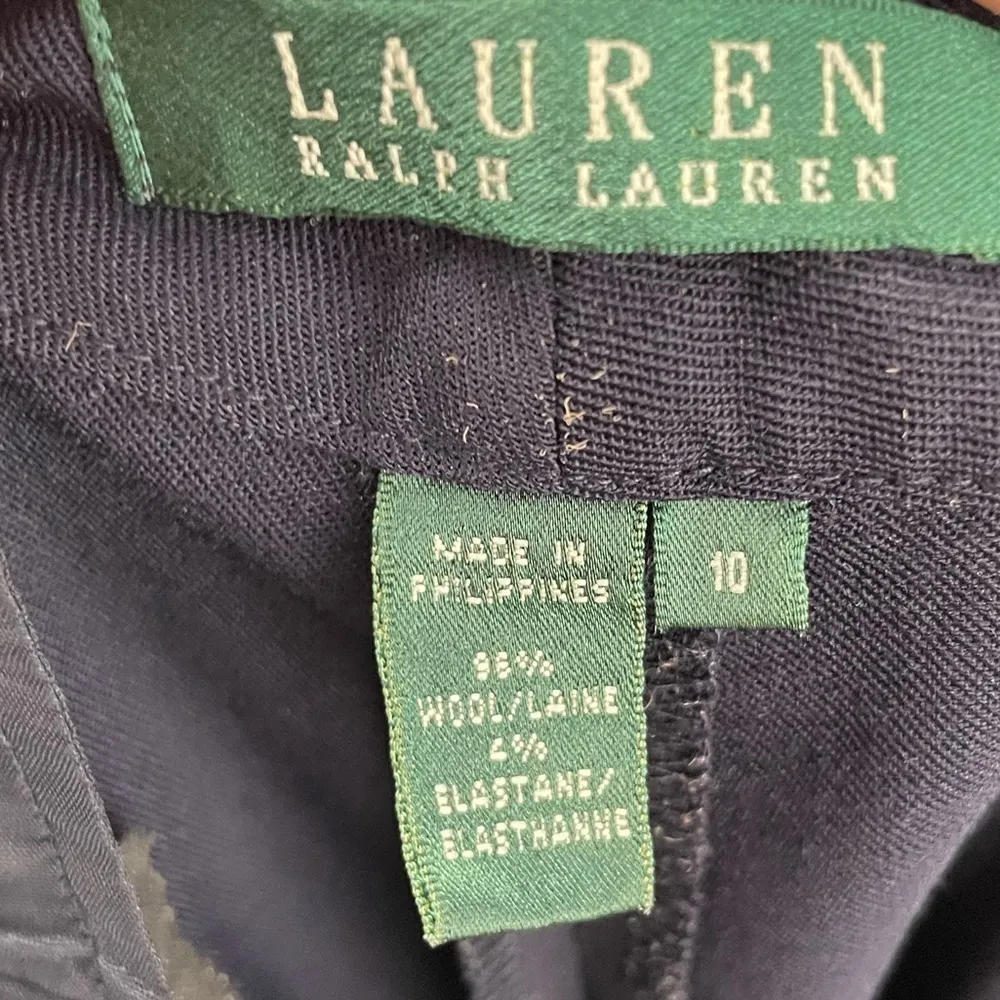 LAUREN
RALPH LAUREN
MADE IN
PHILIPPINES
10
96%
WOOL/LAINE
4%
ELASTANE/
ELASTHANNE